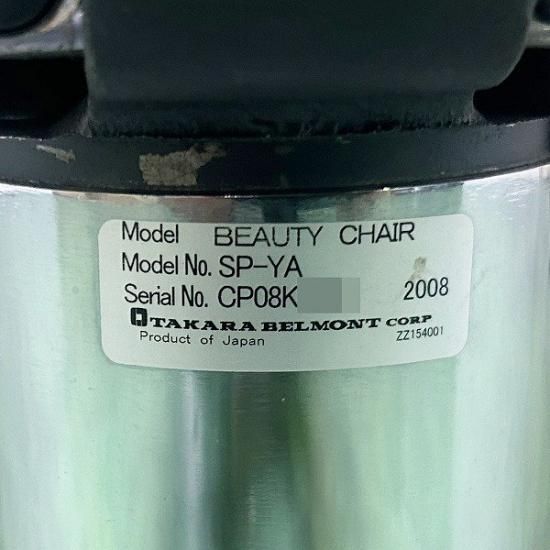 Model BEAUTY CHAIR
Model No. SP-YA
Serial No. CP08K 2008
TAKARA BELMONT CORP
Product of Japan ZZ154001